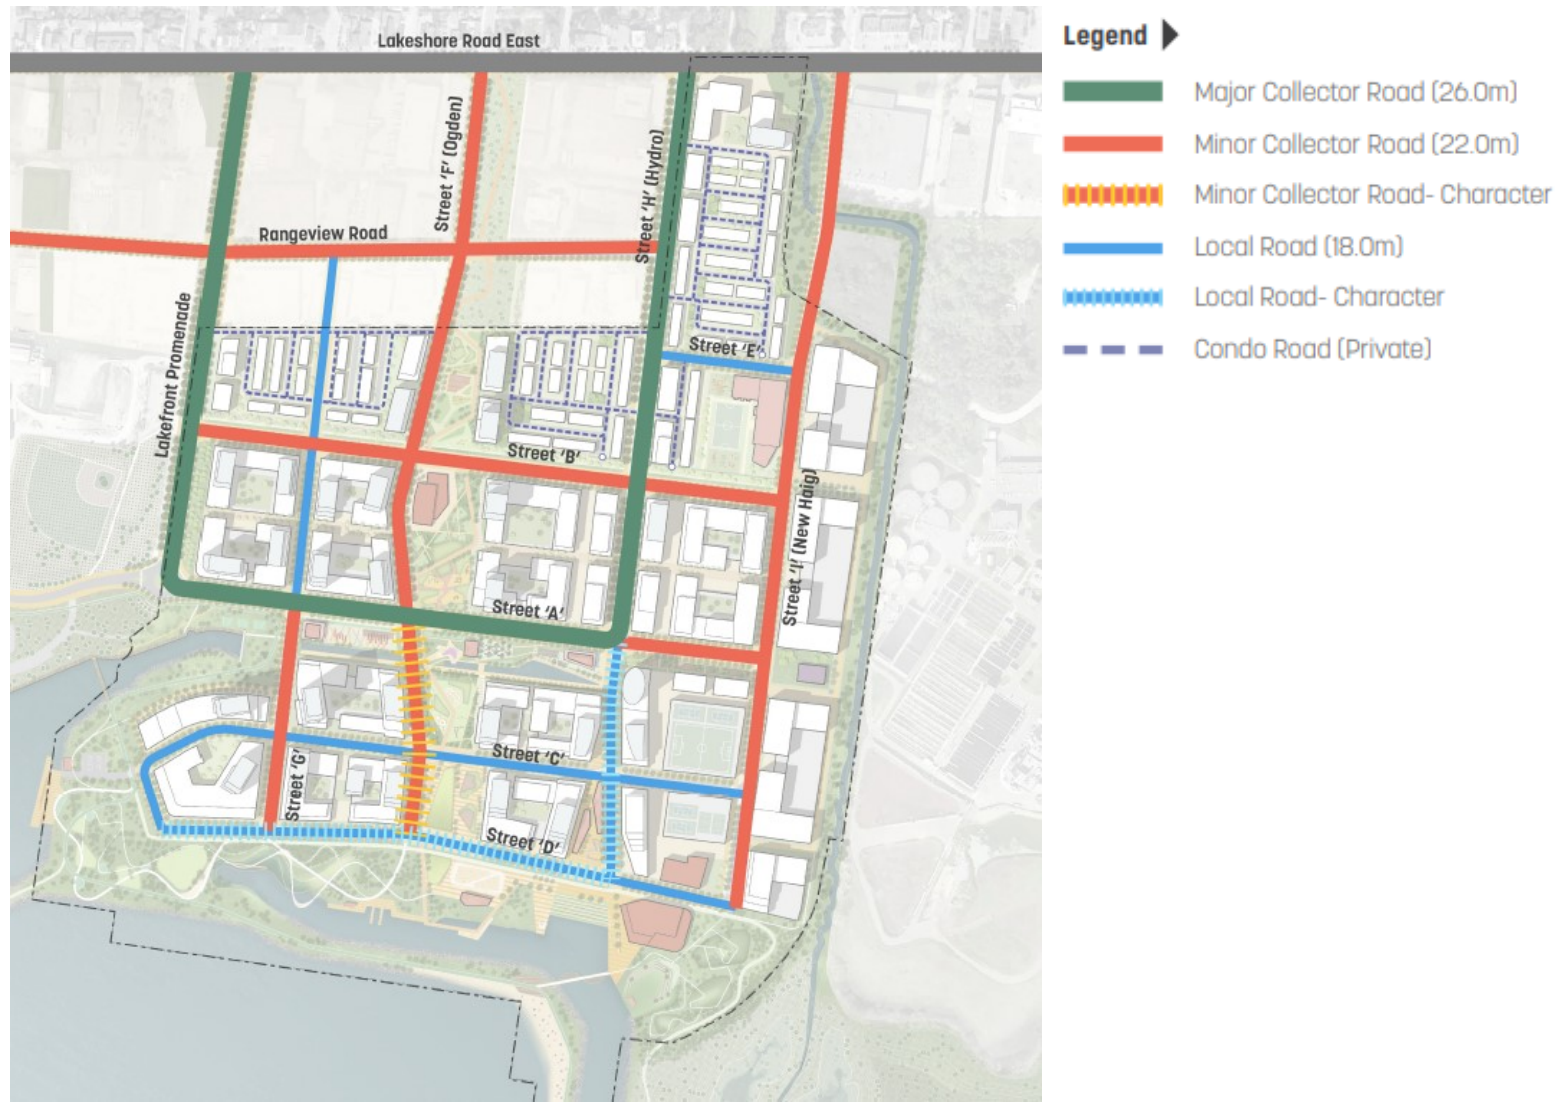 Lakeshore Road East
Legend
Major Collector Road (26.0m)
Minor Collector Road (22.0m)
Minor Collector Road- Character
Local Road (18.0m)
Local Road- Character
Condo Road (Private)
Street 'F' (Ogden)
Street 'H' (Hydro)
Rangeview Road
Lakefront Promenade
Street 'E'
Street 'B'
Street 'I' (New Haig)
Street 'A'
Street 'C'
Street 'G'
Street 'D'